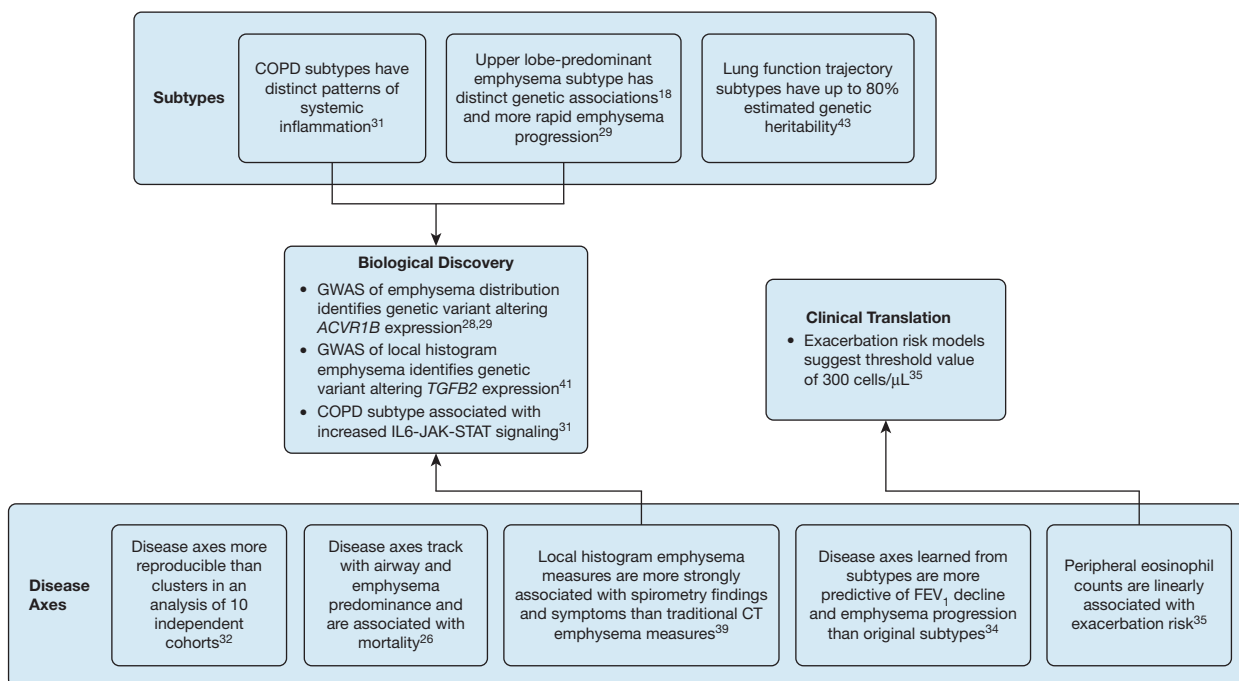 Subtypes
COPD subtypes have
distinct patterns of
systemic
inflammation31
Upper lobe-predominant
emphysema subtype has
distinct genetic associations18
and more rapid emphysema
progression29
Lung function trajectory
subtypes have up to 80%
estimated genetic
heritability43
Biological Discovery
• GWAS of emphysema distribution
identifies genetic variant altering
ACVR1B expression28,29
• GWAS of local histogram
emphysema identifies genetic
variant altering TGFB2 expression41
• COPD subtype associated with
increased IL6-JAK-STAT signaling31
Clinical Translation
• Exacerbation risk models
suggest threshold value
of 300 cells/μL35
Disease
Axes
Disease axes more
reproducible than
clusters in an
analysis of 10
independent
cohorts32
Disease axes track
with airway and
emphysema
predominance and
are associated with
mortality26
Local histogram emphysema
measures are more strongly
associated with spirometry findings
and symptoms than traditional CT
emphysema measures39
Disease axes learned from
subtypes are more
predictive of FEV1 decline
and emphysema progression
than original subtypes34
Peripheral eosinophil
counts are linearly
associated with
exacerbation risk35